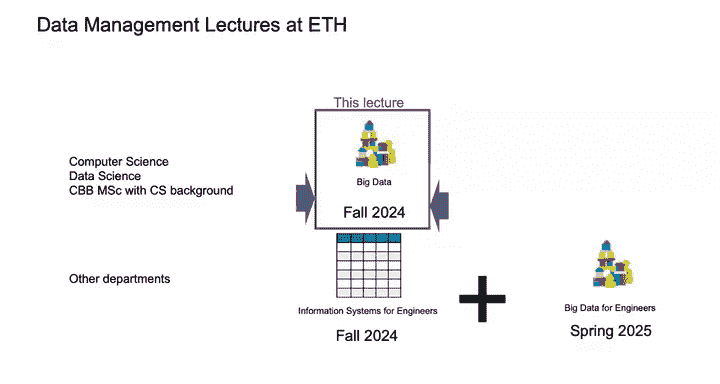 Data Management Lectures at ETH
This lecture
Computer Science
Data Science
CBB MSc with CS background
Big Data
Fall 2024
Other departments
Information Systems for Engineers
Fall 2024
Big Data for Engineers
Spring 2025